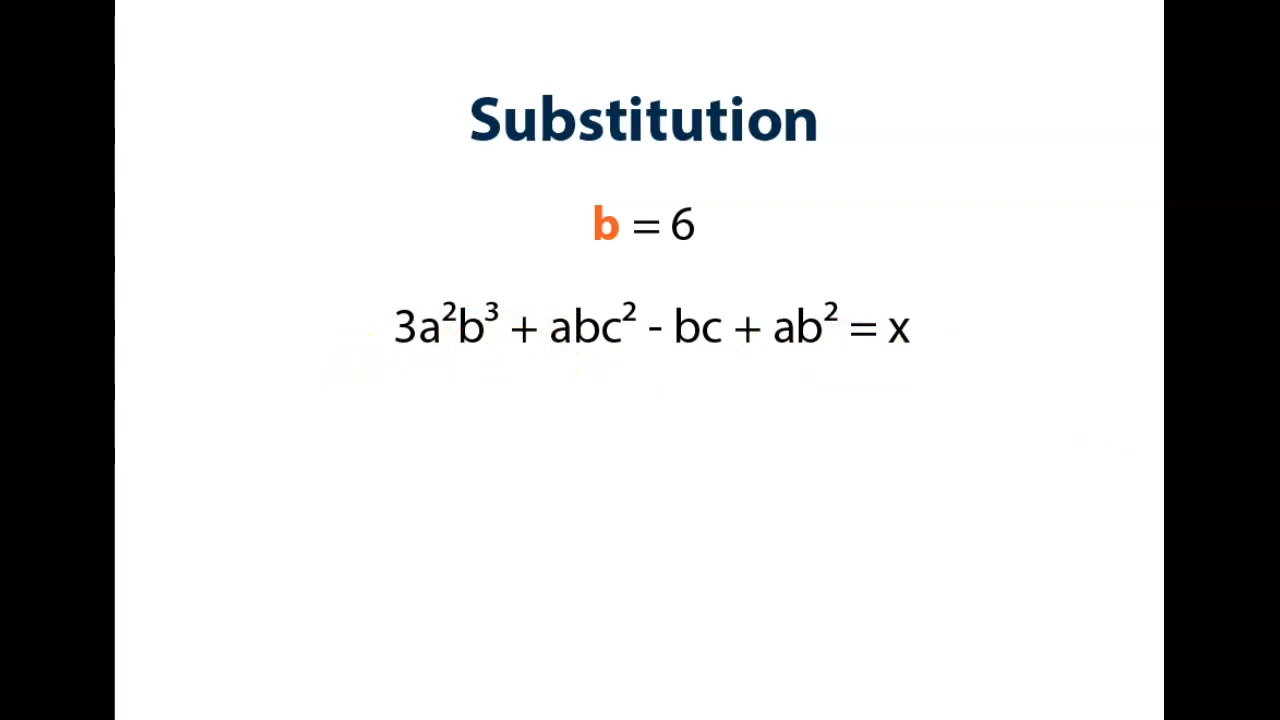 Substitution
b = 6
3a²b³ + abc² - bc + ab² = x